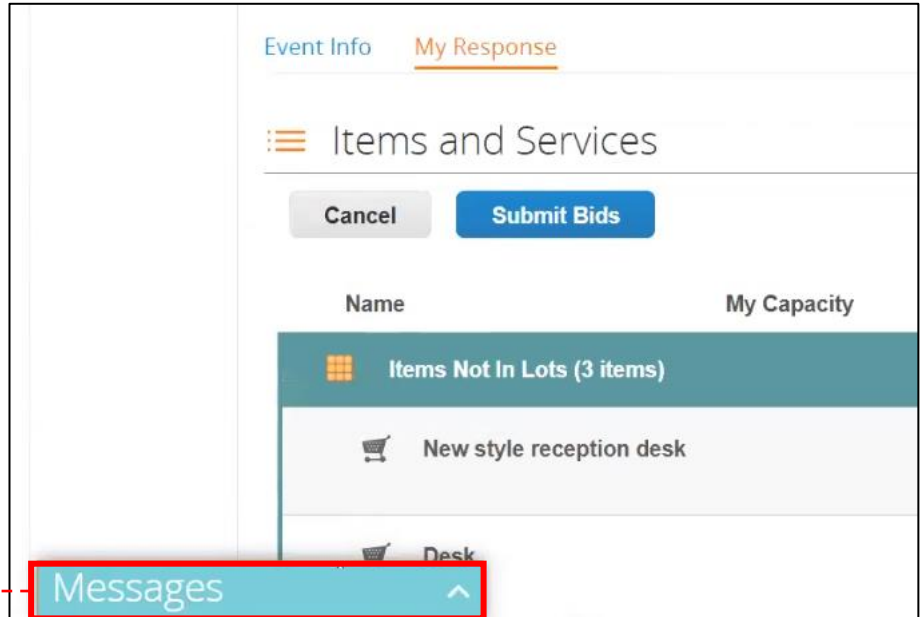 Event Info My Response
Items and Services
Cancel Submit Bids
Name My Capacity
Items Not In Lots (3 items)
New style reception desk
Desk
Messages